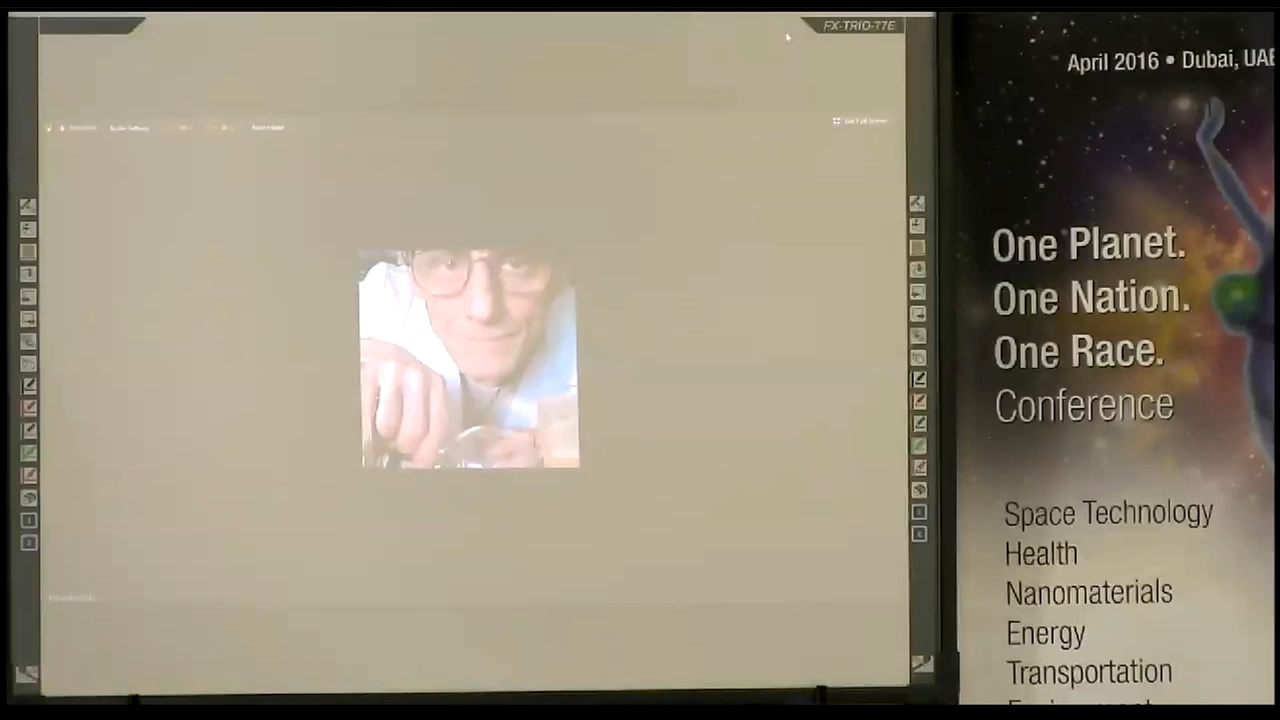 FX-TRIO-77E
April 2016 • Dubai, UAE
One Planet.
One Nation.
One Race.
Conference
Space Technology
Health
Nanomaterials
Energy
Transportation